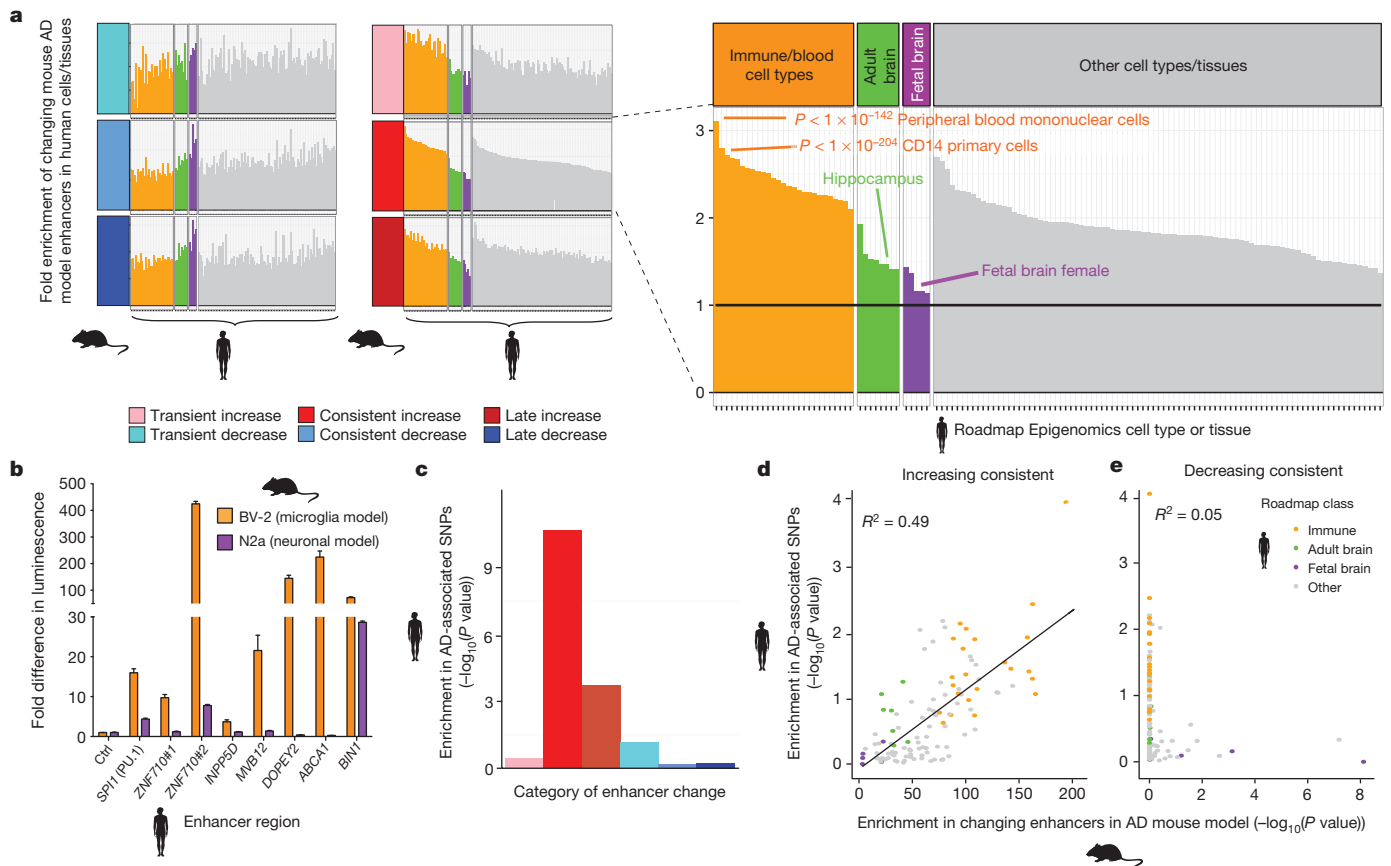 a
Fold enrichment of changing mouse AD
model enhancers in human cells/tissues
Immune/blood
cell types
Adult
brain
Fetal brain
Other cell types/tissues
3
2
1
0
P < 1 × 10⁻¹⁴² Peripheral blood mononuclear cells
P < 1 × 10⁻²⁰⁴ CD14 primary cells
Hippocampus
Fetal brain female
Roadmap Epigenomics cell type or tissue
Transient increase
Consistent increase
Late increase
Transient decrease
Consistent decrease
Late decrease
b
Fold difference in luminescence
500
400
300
200
100
30
20
10
0
BV-2 (microglia model)
N2a (neuronal model)
Ctrl
SPI1 (PU.1)
ZNF710#1
ZNF710#2
INPP5D
MVB12
DOPEY2
ABCA1
BIN1
Enhancer region
c
Enrichment in AD-associated SNPs
(−log₁₀(P value))
9
6
3
0
Category of enhancer change
d
Increasing consistent
Enrichment in AD-associated SNPs
(−log₁₀(P value))
R² = 0.49
4
3
2
1
0
0 50 100 150 200
e
Decreasing consistent
R² = 0.05
Roadmap class
Immune
Adult brain
Fetal brain
Other
4
3
2
1
0
0 2 4 6 8
Enrichment in changing enhancers in AD mouse model (−log₁₀(P value))